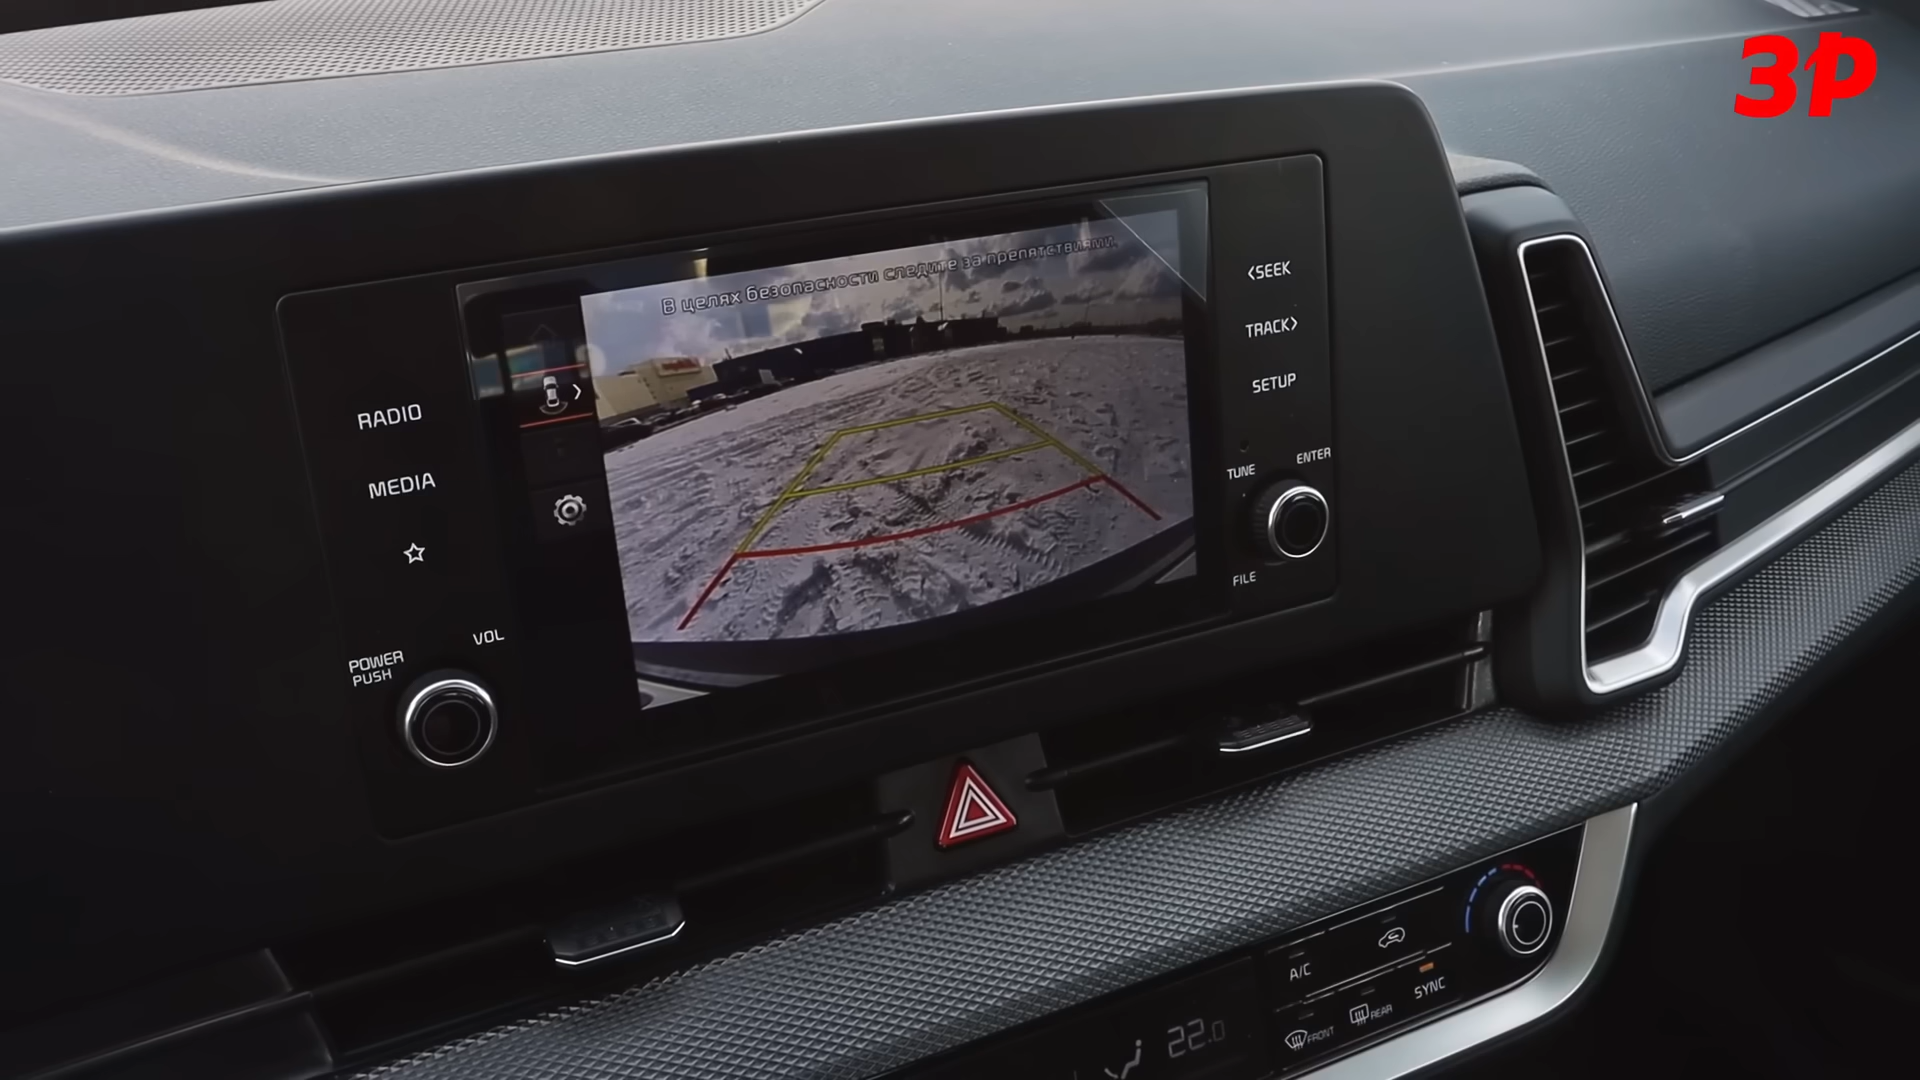 ЗР
В целях безопасности следите за препятствиями.
<SEEK
TRACK>
SETUP
TUNE
ENTER
FILE
RADIO
MEDIA
VOL
POWER
PUSH
A/C
SYNC
FRONT
REAR
22.0